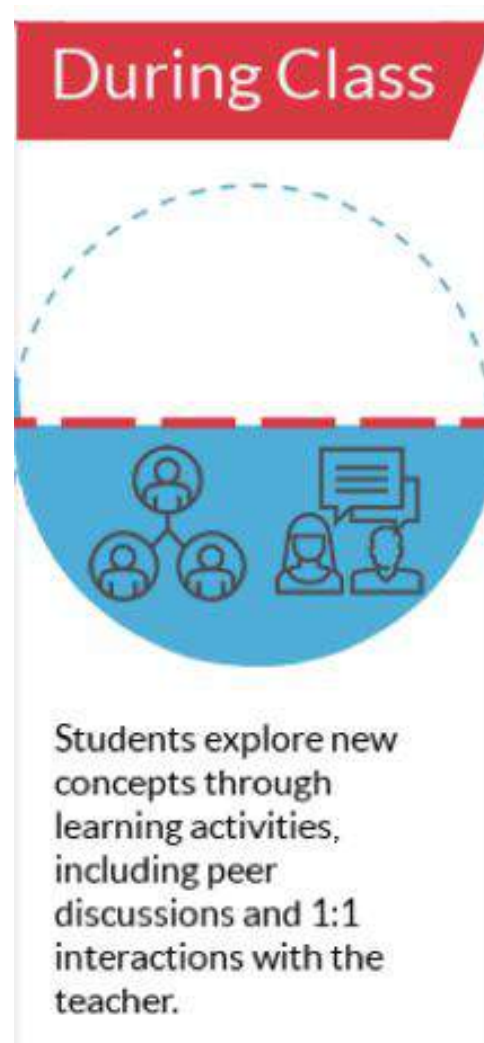 During Class
Students explore new
concepts through
learning activities,
including peer
discussions and 1:1
interactions with the
teacher.